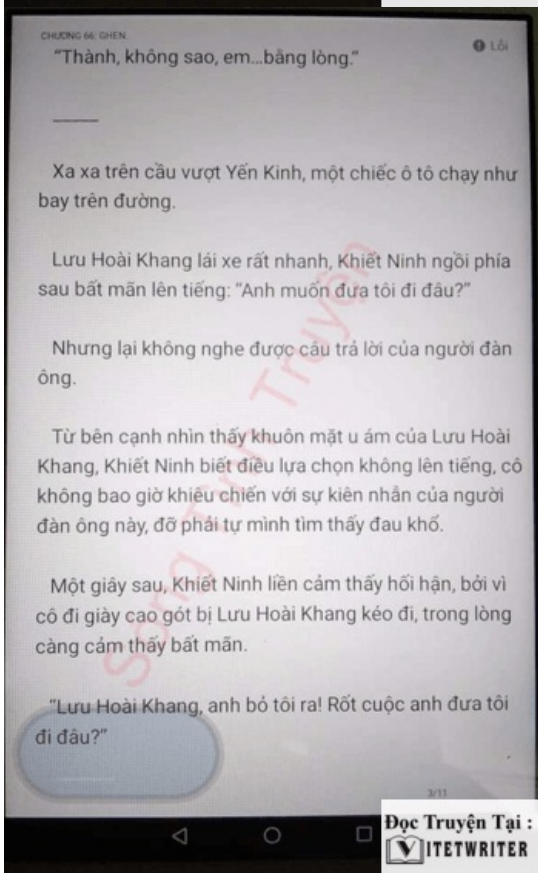 CHƯƠNG 66: GHEN
Lỗi
"Thành, không sao, em...bằng lòng."
Xa xa trên cầu vượt Yến Kinh, một chiếc ô tô chạy như
bay trên đường.
Lưu Hoài Khang lái xe rất nhanh, Khiết Ninh ngồi phía
sau bất mãn lên tiếng: "Anh muốn đưa tôi đi đâu?"
Nhưng lại không nghe được câu trả lời của người đàn
ông.
Từ bên cạnh nhìn thấy khuôn mặt u ám của Lưu Hoài
Khang, Khiết Ninh biết điều lựa chọn không lên tiếng, cô
không bao giờ khiêu chiến với sự kiên nhẫn của người
đàn ông này, đỡ phải tự mình tìm thấy đau khổ.
Một giây sau, Khiết Ninh liền cảm thấy hối hận, bởi vì
cô đi giày cao gót bị Lưu Hoài Khang kéo đi, trong lòng
càng cảm thấy bất mãn.
"Lưu Hoài Khang, anh bỏ tôi ra! Rốt cuộc anh đưa tôi
đi đâu?"
3/11
Sủng Tình Truyện
Đọc Truyện Tại :
VITETWRITER